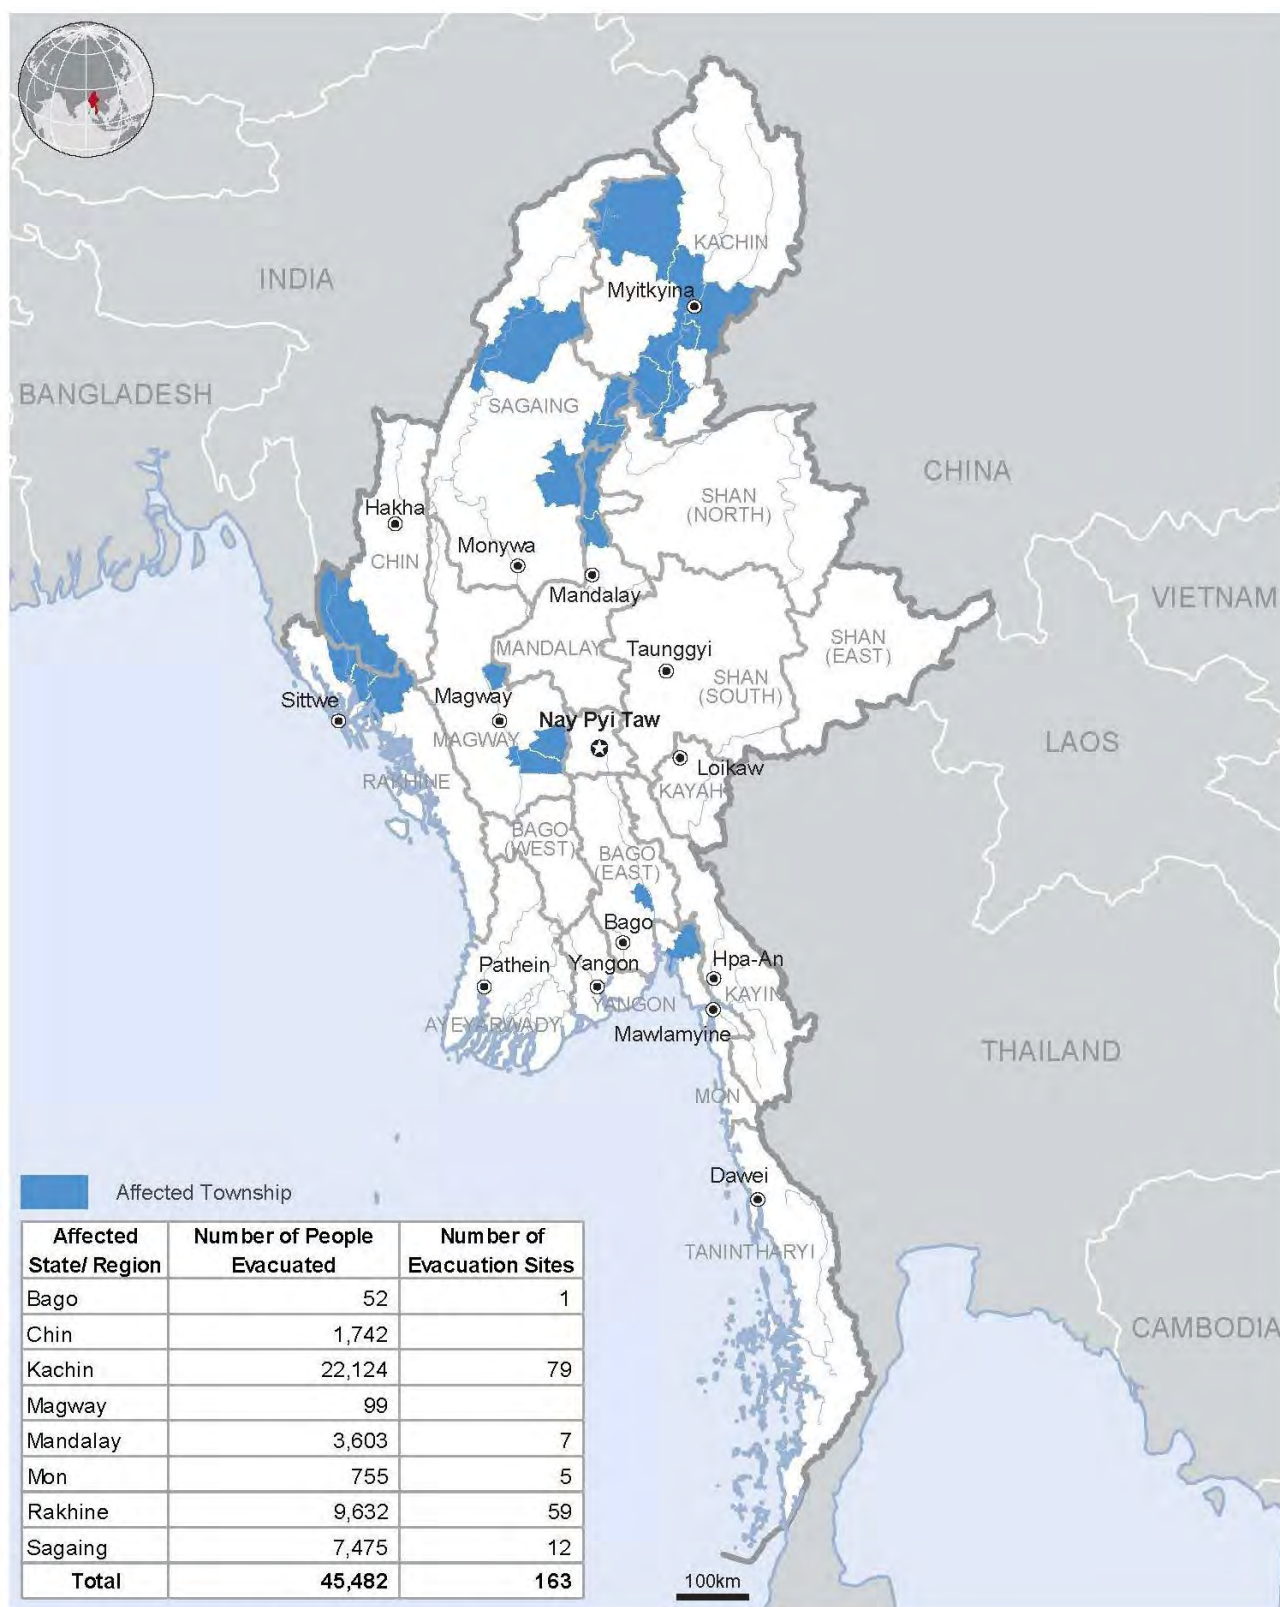 KACHIN
INDIA
Myitkyina
BANGLADESH
SAGAING
CHINA
SHAN
(NORTH)
Hakha
Monywa
CHIN
Mandalay
VIETNAM
MANDALAY
Taunggyi
SHAN
(EAST)
SHAN
(SOUTH)
Sittwe
Magway
Nay Pyi Taw
MAGWAY
LAOS
Loikaw
RAKHINE
KAYAH
BAGO
(WEST)
BAGO
(EAST)
Bago
Pathein
Yangon
Hpa-An
YANGON
KAYIN
AYEYARWADY
Mawlamyine
THAILAND
MON
Dawei
Affected Township
TANINTHARYI
CAMBODIA
Affected State/ Region Number of People Evacuated Number of Evacuation Sites
Bago 52 1
Chin 1,742
Kachin 22,124 79
Magway 99
Mandalay 3,603 7
Mon 755 5
Rakhine 9,632 59
Sagaing 7,475 12
Total 45,482 163
100km